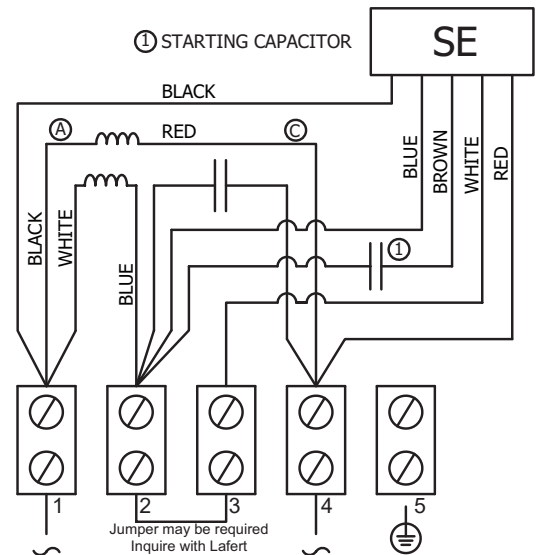 ① STARTING CAPACITOR
SE
BLACK
Ⓐ
RED
Ⓒ
BLUE
BROWN
WHITE
RED
BLACK
WHITE
BLUE
①
1
2
3
4
5
Jumper may be required
Inquire with Lafert